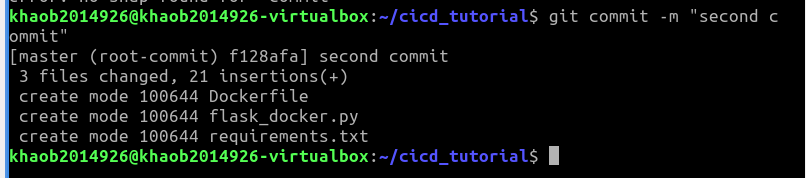 khaob2014926@khaob2014926-virtualbox:~/cicd_tutorial$ git commit -m "second c
ommit"
[master (root-commit) f128afa] second commit
 3 files changed, 21 insertions(+)
 create mode 100644 Dockerfile
 create mode 100644 flask_docker.py
 create mode 100644 requirements.txt
khaob2014926@khaob2014926-virtualbox:~/cicd_tutorial$